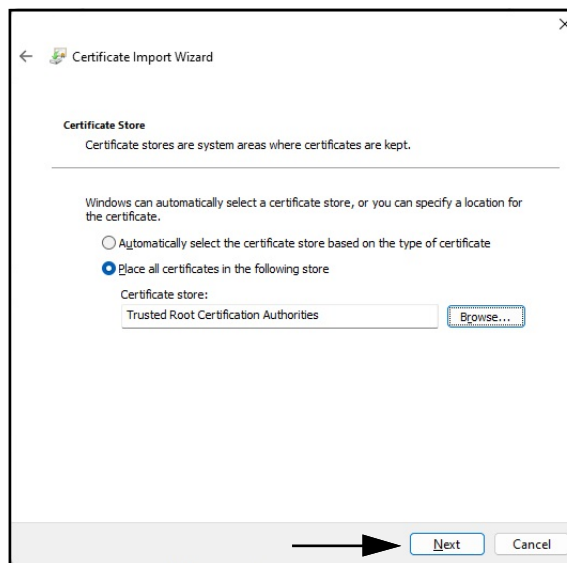 Certificate Import Wizard
Certificate Store
Certificate stores are system areas where certificates are kept.
Windows can automatically select a certificate store, or you can specify a location for
the certificate.
Automatically select the certificate store based on the type of certificate
Place all certificates in the following store
Certificate store:
Trusted Root Certification Authorities
Browse...
Next
Cancel